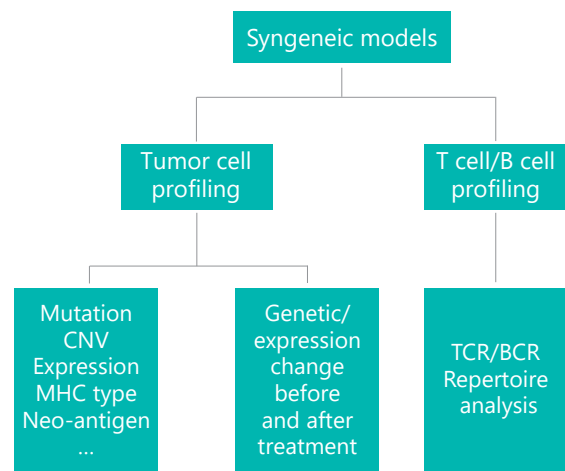 Syngeneic models
Tumor cell
profiling
T cell/B cell
profiling
Mutation
CNV
Expression
MHC type
Neo-antigen
...
Genetic/
expression
change
before
and after
treatment
TCR/BCR
Repertoire
analysis